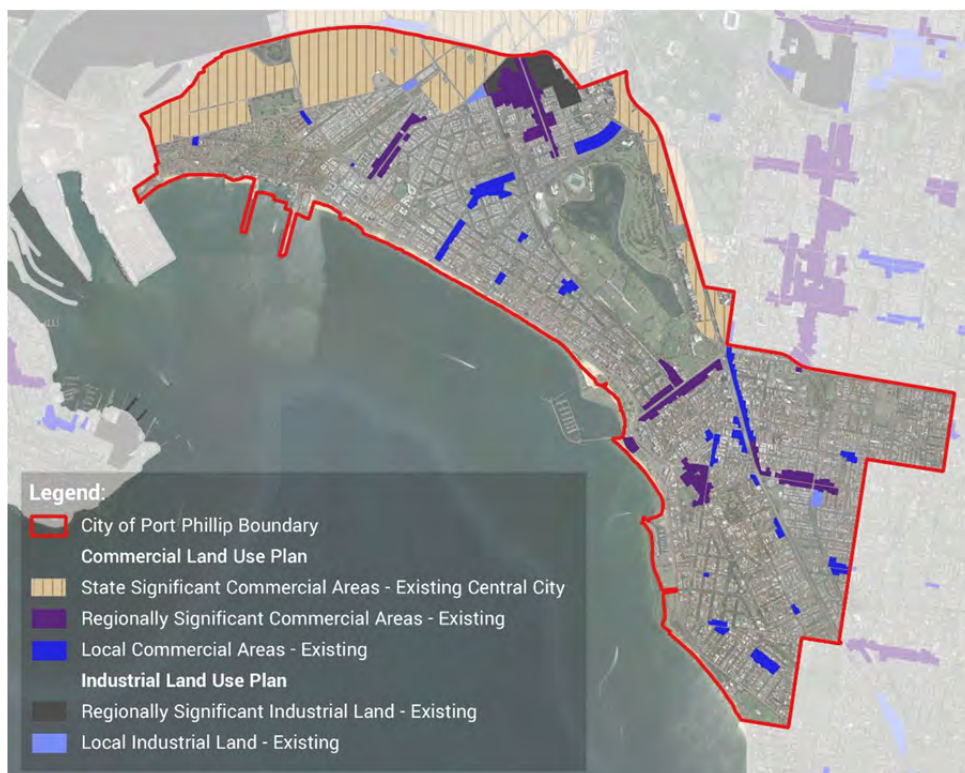 Legend:
City of Port Phillip Boundary
Commercial Land Use Plan
State Significant Commercial Areas - Existing Central City
Regionally Significant Commercial Areas - Existing
Local Commercial Areas - Existing
Industrial Land Use Plan
Regionally Significant Industrial Land - Existing
Local Industrial Land - Existing